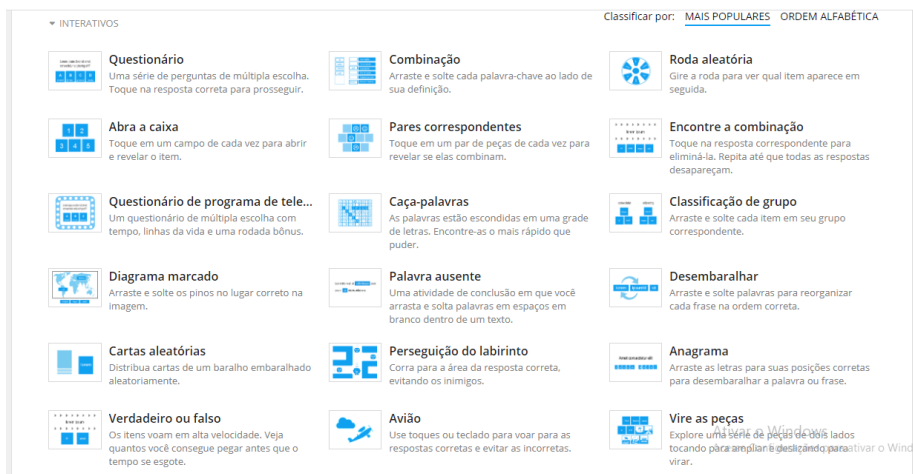 INTERATIVOS
Classificar por: MAIS POPULARES ORDEM ALFABÉTICA
Questionário
Uma série de perguntas de múltipla escolha.
Toque na resposta correta para prosseguir.
Combinação
Arraste e solte cada palavra-chave ao lado de
sua definição.
Roda aleatória
Gire a roda para ver qual item aparece em
seguida.
Abra a caixa
Toque em um campo de cada vez para abrir
e revelar o item.
Pares correspondentes
Toque em um par de peças de cada vez para
revelar se elas combinam.
Encontre a combinação
Toque na resposta correspondente para
eliminá-la. Repita até que todas as respostas
desapareçam.
Questionário de programa de tele...
Um questionário de múltipla escolha com
tempo, linhas da vida e uma rodada bônus.
Caça-palavras
As palavras estão escondidas em uma grade
de letras. Encontre-as o mais rápido que
puder.
Classificação de grupo
Arraste e solte cada item em seu grupo
correspondente.
Diagrama marcado
Arraste e solte os pinos no lugar correto na
imagem.
Palavra ausente
Uma atividade de conclusão em que você
arrasta e solta palavras em espaços em
branco dentro de um texto.
Desembaralhar
Arraste e solte palavras para reorganizar
cada frase na ordem correta.
Cartas aleatórias
Distribua cartas de um baralho embaralhado
aleatoriamente.
Perseguição do labirinto
Corra para a área da resposta correta,
evitando os inimigos.
Anagrama
Arraste as letras para suas posições corretas
para desembaralhar a palavra ou frase.
Verdadeiro ou falso
Os itens voam em alta velocidade. Veja
quantos você consegue pegar antes que o
tempo se esgote.
Avião
Use toques ou teclado para voar para as
respostas corretas e evitar as incorretas.
Vire as peças
Explore uma série de peças de dois lados
tocando para ampliar e deslizando para
virar.
Ativar o Windows
ativar o Wind
1 2
3 4 5